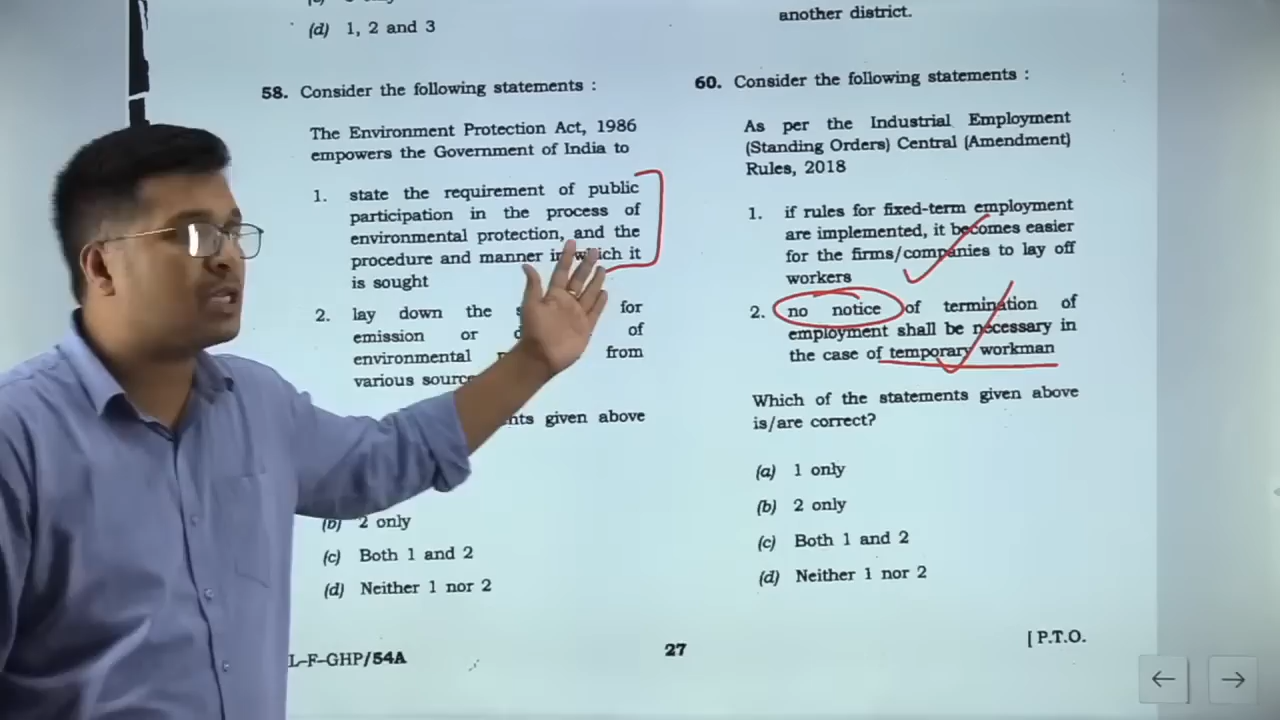 (d) 1, 2 and 3
58. Consider the following statements :
The Environment Protection Act, 1986
empowers the Government of India to
1. state the requirement of public
participation in the process of
environmental protection, and the
procedure and manner in which it
is sought
2. lay down the for
emission or of
environmental from
various
given above
(b) 2 only
(c) Both 1 and 2
(d) Neither 1 nor 2
another district.
60. Consider the following statements :
As per the Industrial Employment
(Standing Orders) Central (Amendment)
Rules, 2018
1. if rules for fixed-term employment
are implemented, it becomes easier
for the firms/companies to lay off
workers
2. no notice of termination of
employment shall be necessary in
the case of temporary workman
Which of the statements given above
is/are correct?
(a) 1 only
(b) 2 only
(c) Both 1 and 2
(d) Neither 1 nor 2
L-F-GHP/54A
27
[ P.T.O.